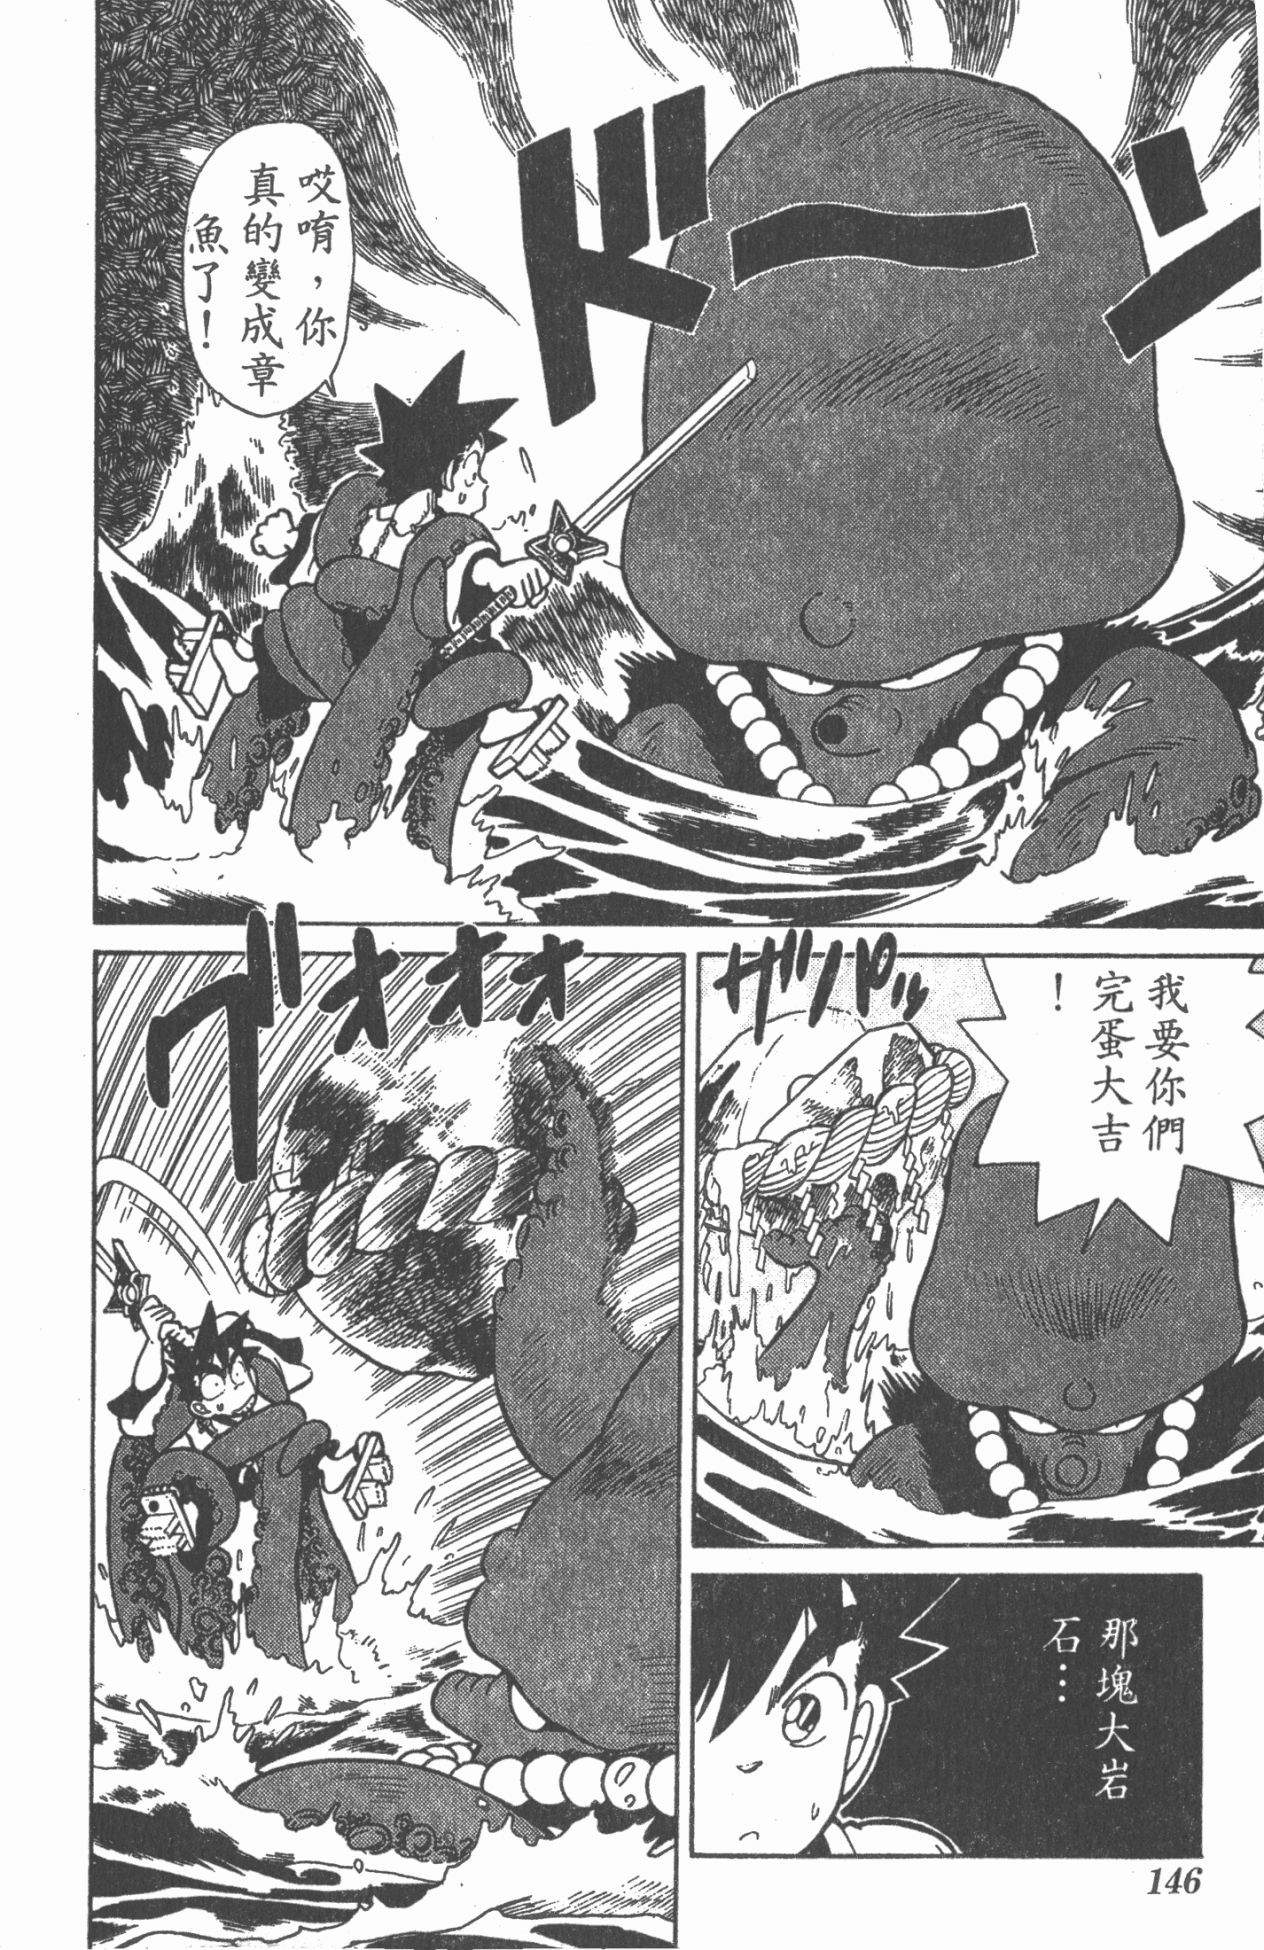 ドーン
哎唷，你
真的變成章
魚了！
我要你們
完蛋大吉
！
ザバッ
那塊大岩
石…
ゴオオオ
146